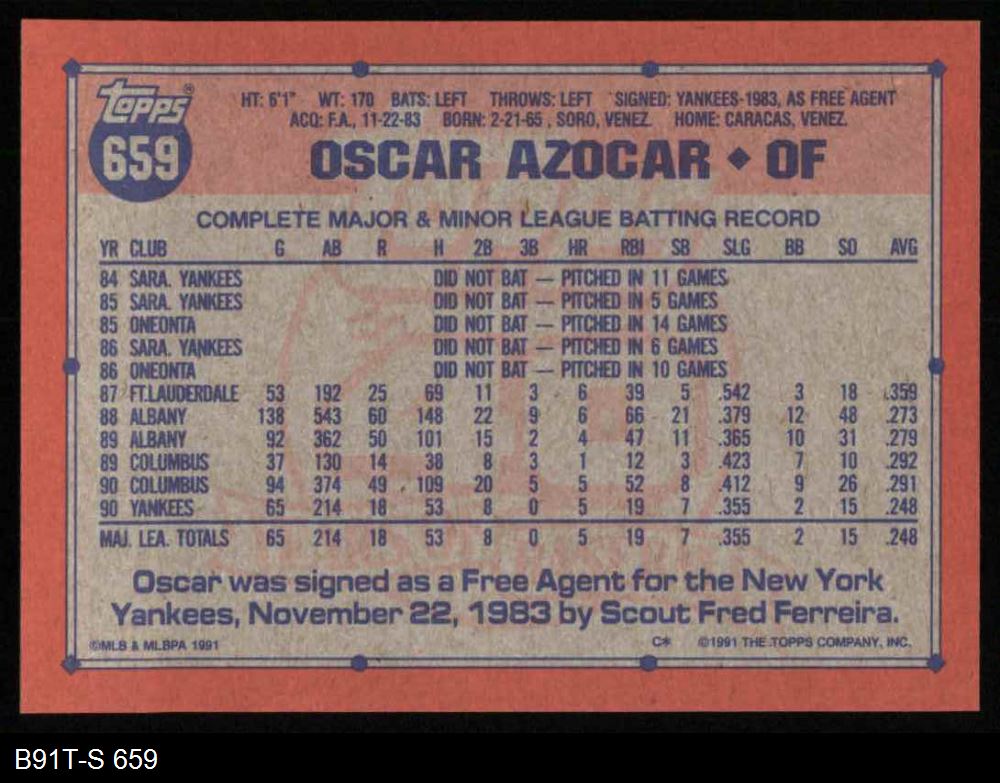 Topps®
659
HT: 6'1" WT: 170 BATS: LEFT THROWS: LEFT SIGNED: YANKEES-1983, AS FREE AGENT
ACQ: F.A., 11-22-83 BORN: 2-21-65, SORO, VENEZ. HOME: CARACAS, VENEZ.
OSCAR AZOCAR ◆ OF
COMPLETE MAJOR & MINOR LEAGUE BATTING RECORD
YR CLUB G AB R H 2B 3B HR RBI SB SLG BB SO AVG
84 SARA. YANKEES DID NOT BAT — PITCHED IN 11 GAMES
85 SARA. YANKEES DID NOT BAT — PITCHED IN 5 GAMES
85 ONEONTA DID NOT BAT — PITCHED IN 14 GAMES
86 SARA. YANKEES DID NOT BAT — PITCHED IN 6 GAMES
86 ONEONTA DID NOT BAT — PITCHED IN 10 GAMES
87 FT.LAUDERDALE 53 192 25 69 11 3 6 39 5 .542 3 18 .359
88 ALBANY 138 543 60 148 22 9 6 66 21 .379 12 48 .273
89 ALBANY 92 362 50 101 15 2 4 47 11 .365 10 31 .279
89 COLUMBUS 37 130 14 38 8 3 1 12 3 .423 7 10 .292
90 COLUMBUS 94 374 49 109 20 5 5 52 8 .412 9 26 .291
90 YANKEES 65 214 18 53 8 0 5 19 7 .355 2 15 .248
MAJ. LEA. TOTALS 65 214 18 53 8 0 5 19 7 .355 2 15 .248
Oscar was signed as a Free Agent for the New York
Yankees, November 22, 1983 by Scout Fred Ferreira.
©MLB & MLBPA 1991 C* ©1991 THE TOPPS COMPANY, INC.
B91T-S 659